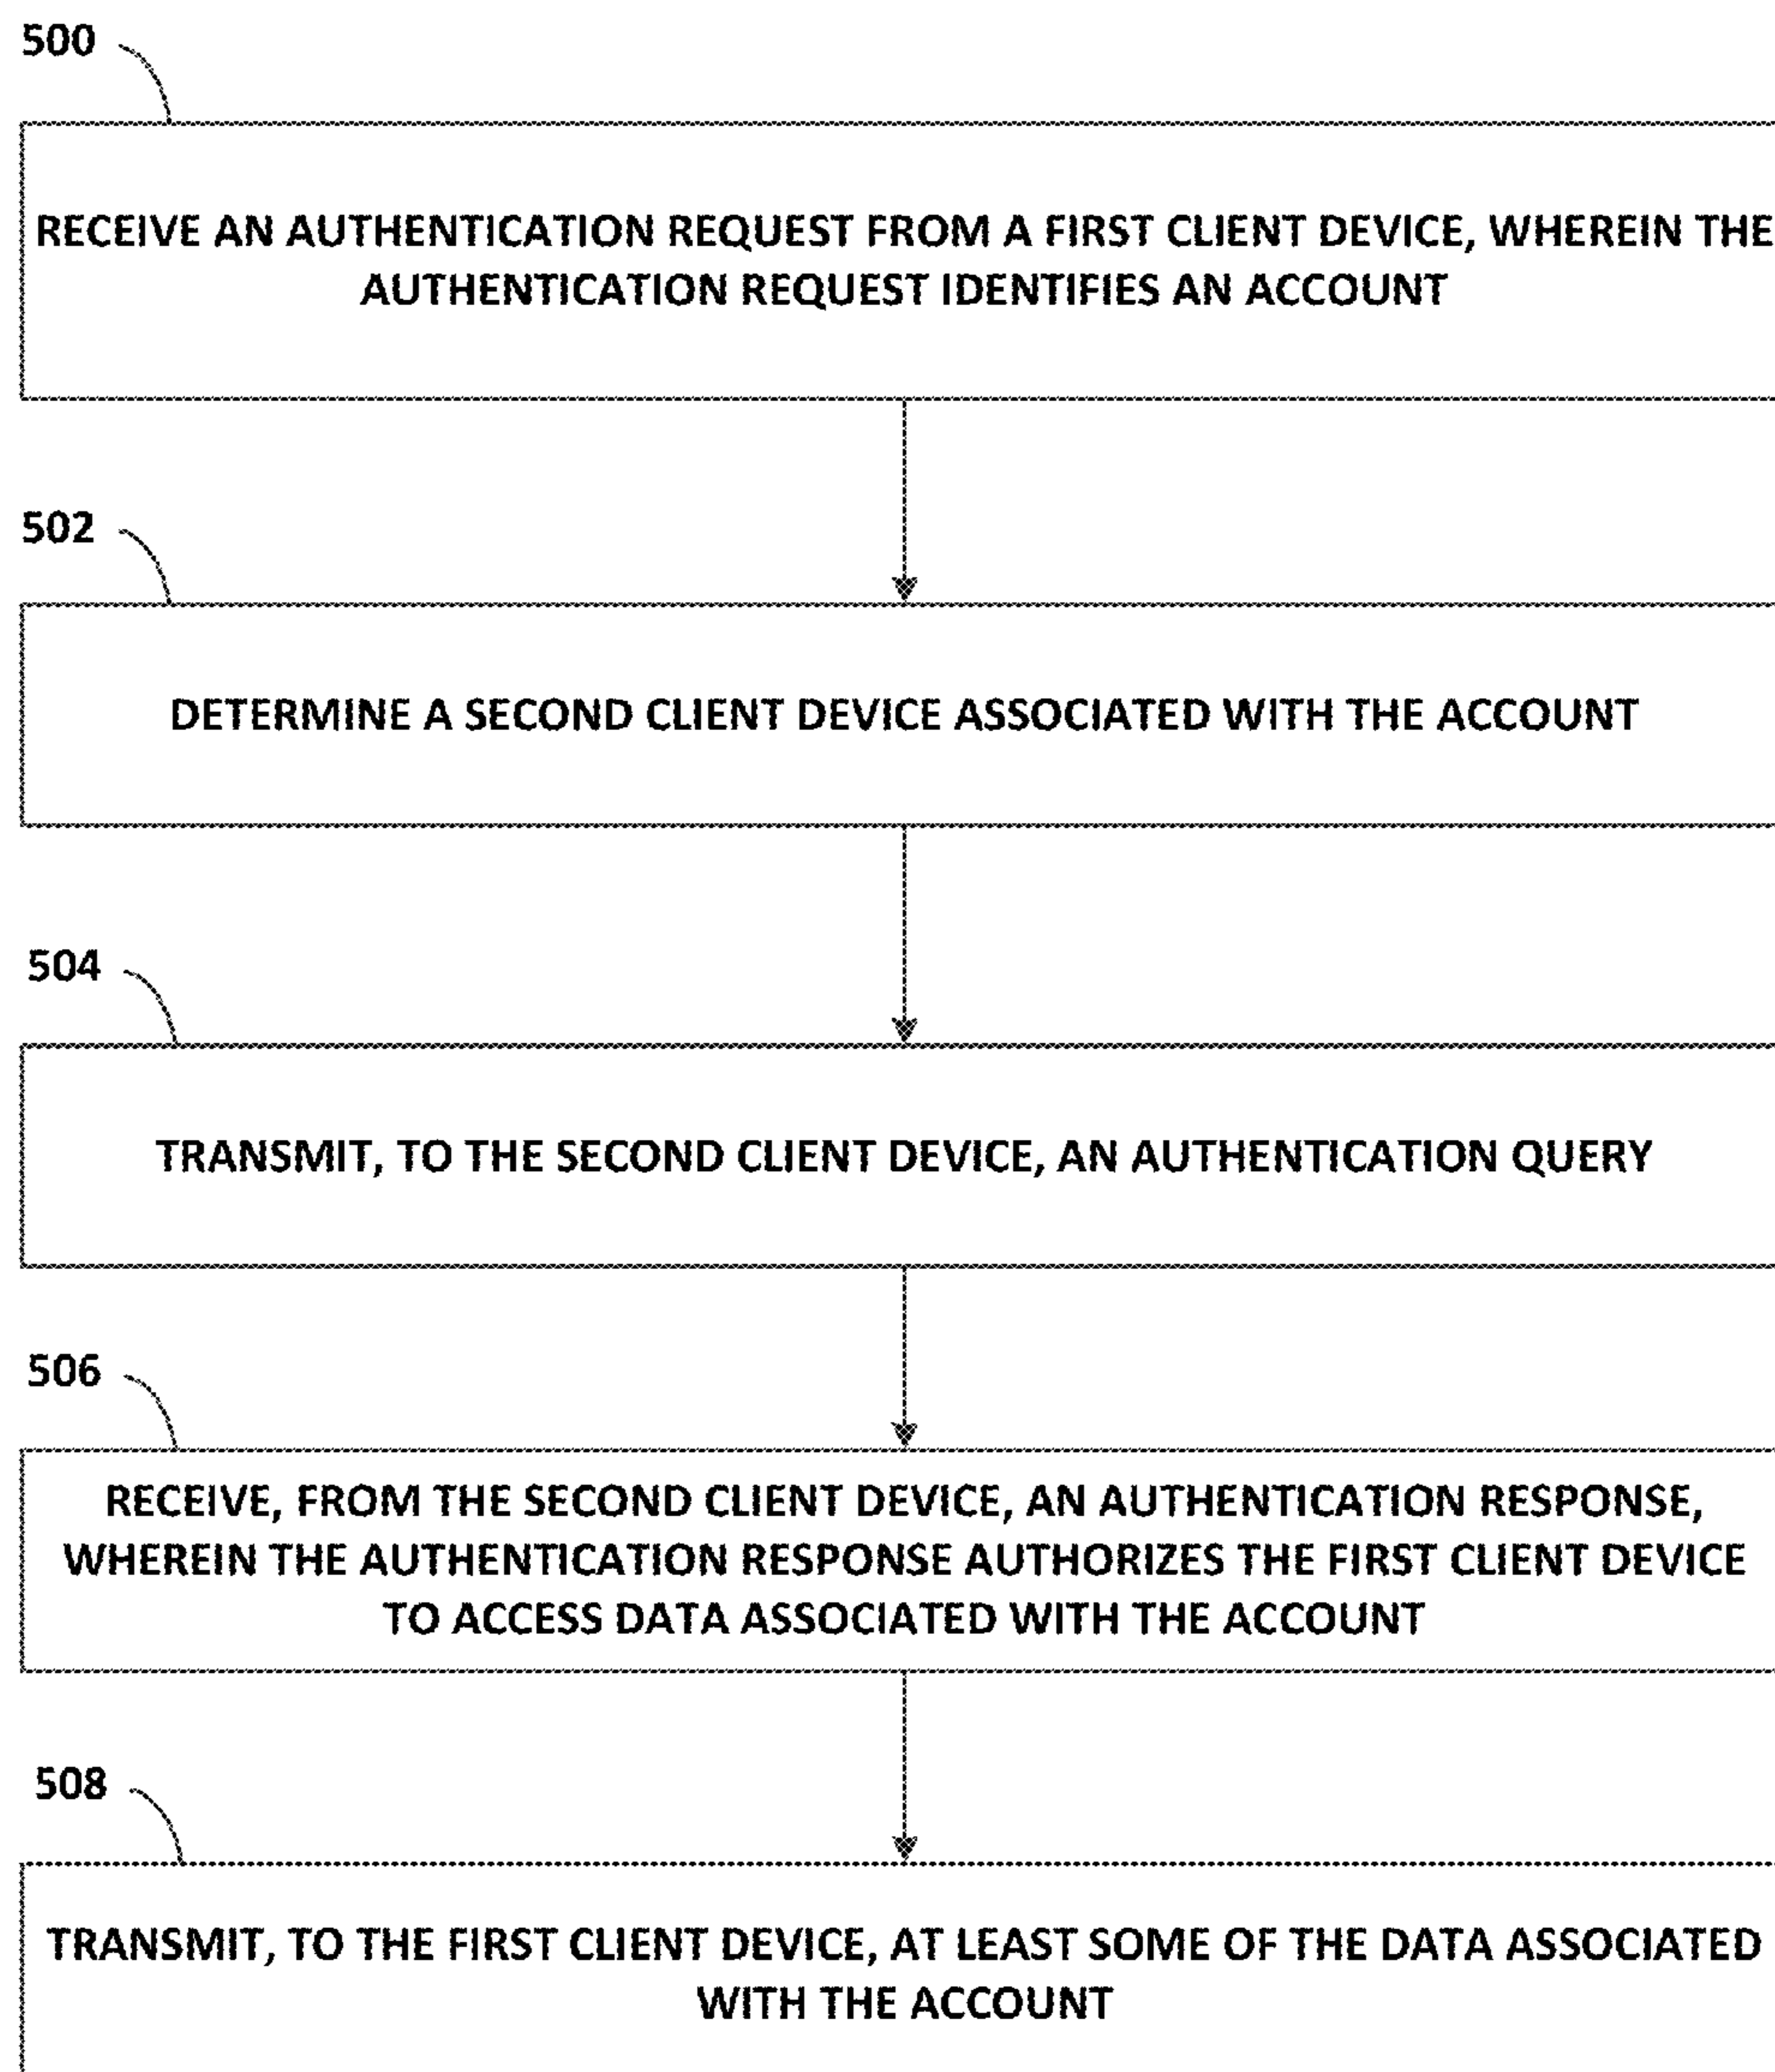 500
RECEIVE AN AUTHENTICATION REQUEST FROM A FIRST CLIENT DEVICE, WHEREIN THE
AUTHENTICATION REQUEST IDENTIFIES AN ACCOUNT
502
DETERMINE A SECOND CLIENT DEVICE ASSOCIATED WITH THE ACCOUNT
504
TRANSMIT, TO THE SECOND CLIENT DEVICE, AN AUTHENTICATION QUERY
506
RECEIVE, FROM THE SECOND CLIENT DEVICE, AN AUTHENTICATION RESPONSE,
WHEREIN THE AUTHENTICATION RESPONSE AUTHORIZES THE FIRST CLIENT DEVICE
TO ACCESS DATA ASSOCIATED WITH THE ACCOUNT
508
TRANSMIT, TO THE FIRST CLIENT DEVICE, AT LEAST SOME OF THE DATA ASSOCIATED
WITH THE ACCOUNT